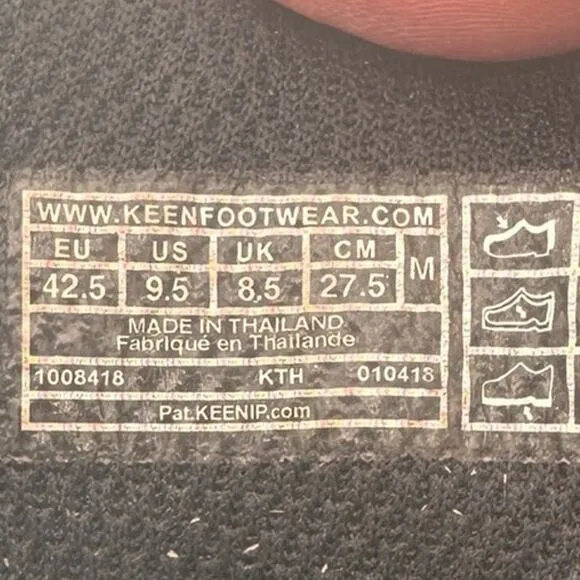 WWW.KEENFOOTWEAR.COM
EU US UK CM M
42.5 9.5 8.5 27.5
MADE IN THAILAND
Fabriqué en Thaïlande
1008418 KTH 010418
Pat.KEENIP.com